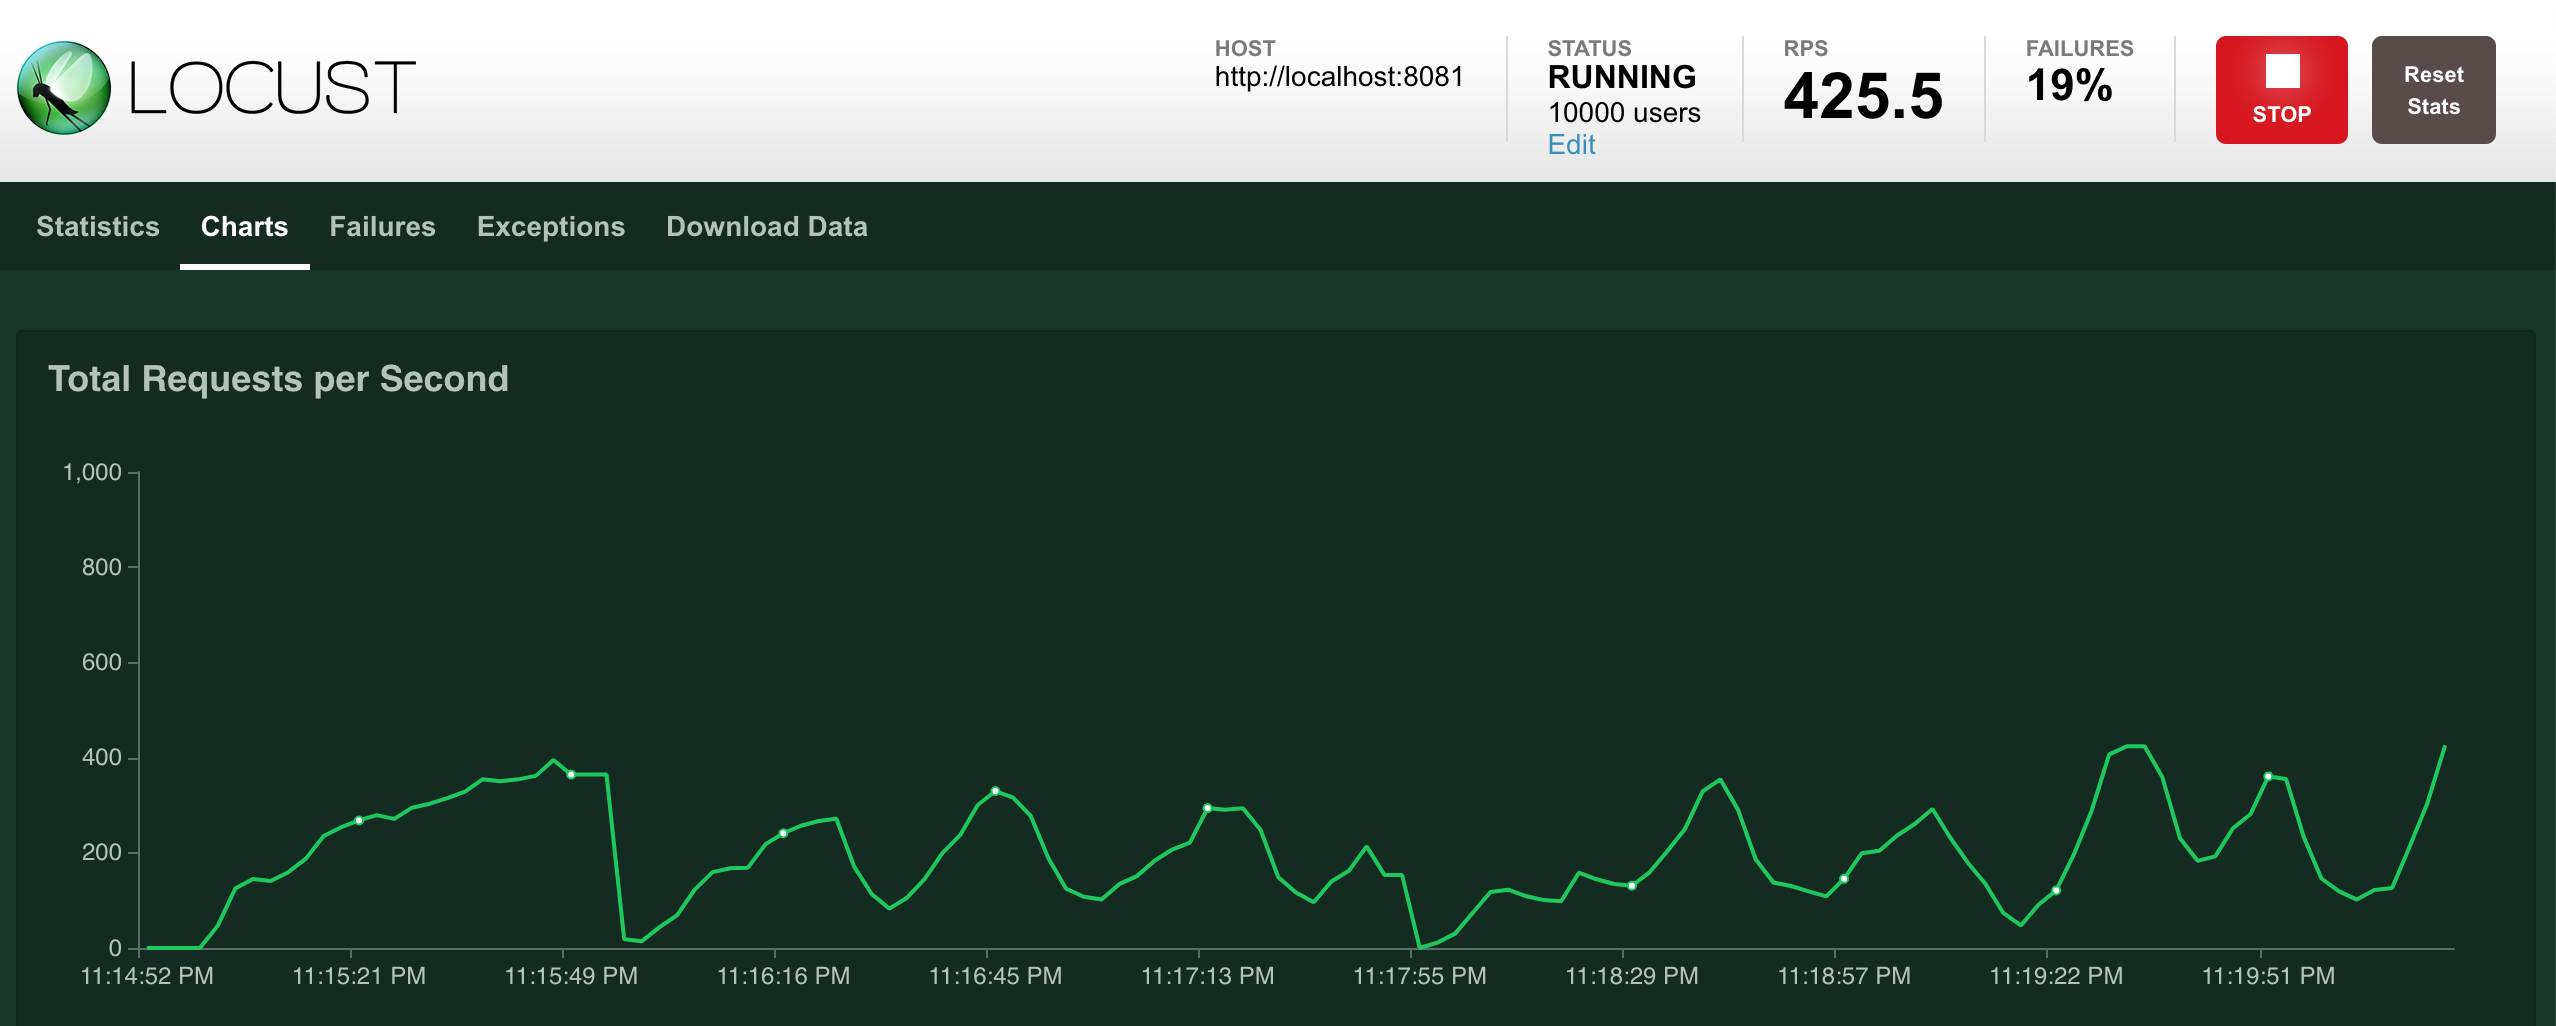 LOCUST
HOST
http://localhost:8081
STATUS
RUNNING
10000 users
Edit
RPS
425.5
FAILURES
19%
STOP
Reset
Stats
Statistics Charts Failures Exceptions Download Data
Total Requests per Second
1,000
800
600
400
200
0
11:14:52 PM 11:15:21 PM 11:15:49 PM 11:16:16 PM 11:16:45 PM 11:17:13 PM 11:17:55 PM 11:18:29 PM 11:18:57 PM 11:19:22 PM 11:19:51 PM